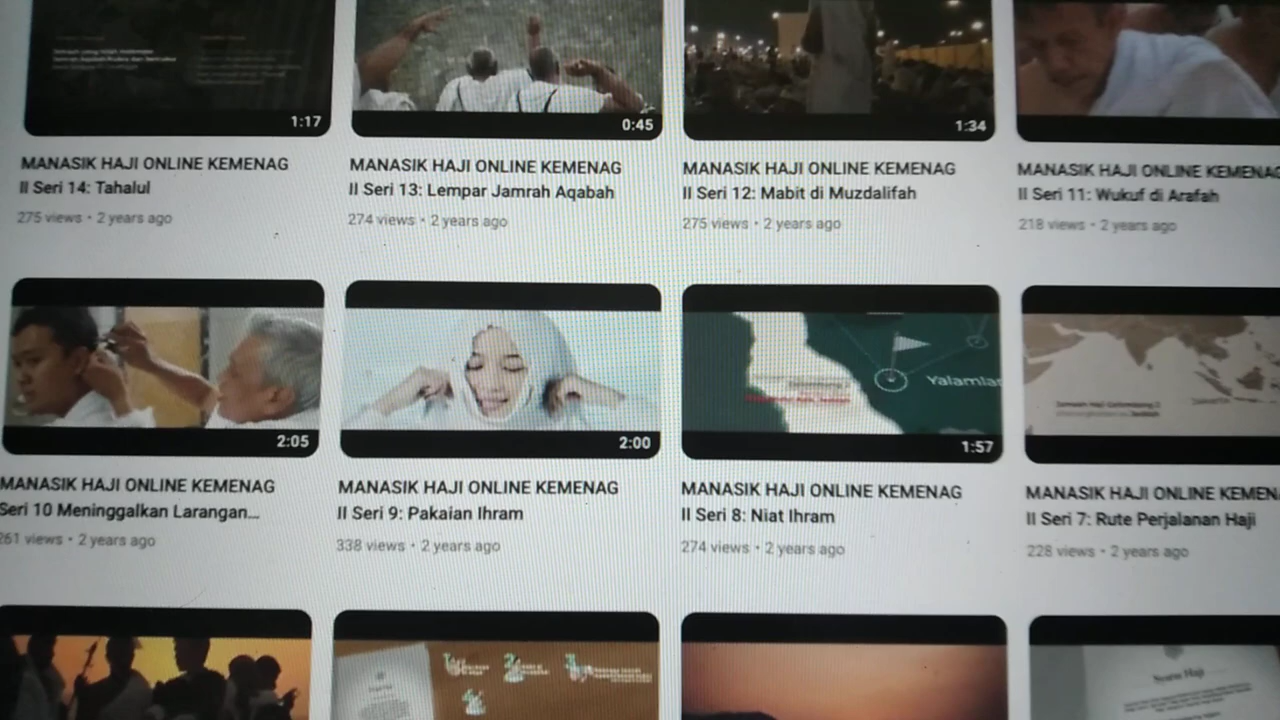 1:17
0:45
1:34
MANASIK HAJI ONLINE KEMENAG
II Seri 14: Tahalul
275 views • 2 years ago
MANASIK HAJI ONLINE KEMENAG
II Seri 13: Lempar Jamrah Aqabah
274 views • 2 years ago
MANASIK HAJI ONLINE KEMENAG
II Seri 12: Mabit di Muzdalifah
275 views • 2 years ago
MANASIK HAJI ONLINE KEMENAG
II Seri 11: Wukuf di Arafah
218 views • 2 years ago
2:05
2:00
Yalamlam
1:57
MANASIK HAJI ONLINE KEMENAG
Seri 10 Meninggalkan Larangan...
261 views • 2 years ago
MANASIK HAJI ONLINE KEMENAG
II Seri 9: Pakaian Ihram
338 views • 2 years ago
MANASIK HAJI ONLINE KEMENAG
II Seri 8: Niat Ihram
274 views • 2 years ago
MANASIK HAJI ONLINE KEMEN
II Seri 7: Rute Perjalanan Haji
228 views • 2 years ago